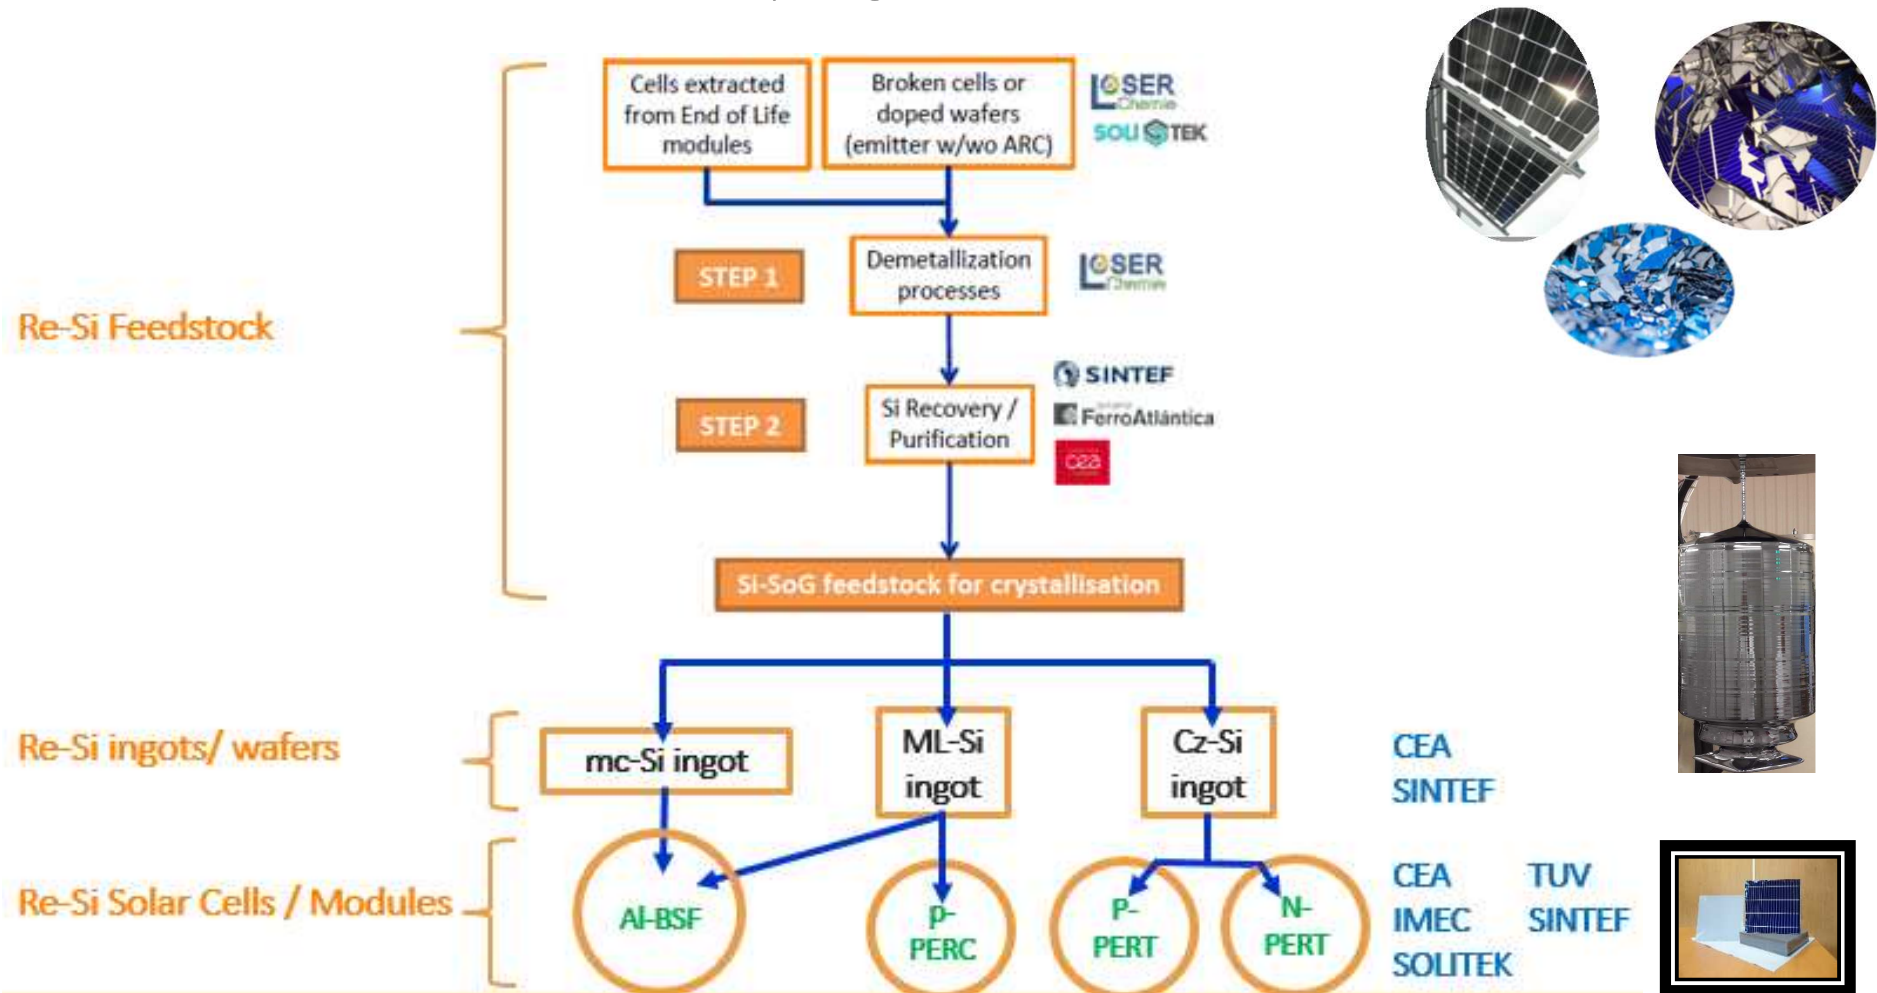 Cells extracted
from End of Life
modules
Broken cells or
doped wafers
(emitter w/wo ARC)
LOSER
Chemie
SOLITEK
STEP 1
Demetallization
processes
LOSER
Chemie
Re-Si Feedstock
STEP 2
Si Recovery /
Purification
SINTEF
FerroAtlántica
cea
Si-SoG feedstock for crystallisation
Re-Si ingots/ wafers
mc-Si ingot
ML-Si
ingot
Cz-Si
ingot
CEA
SINTEF
Re-Si Solar Cells / Modules
Al-BSF
p-
PERC
P-
PERT
N-
PERT
CEA TUV
IMEC SINTEF
SOLITEK